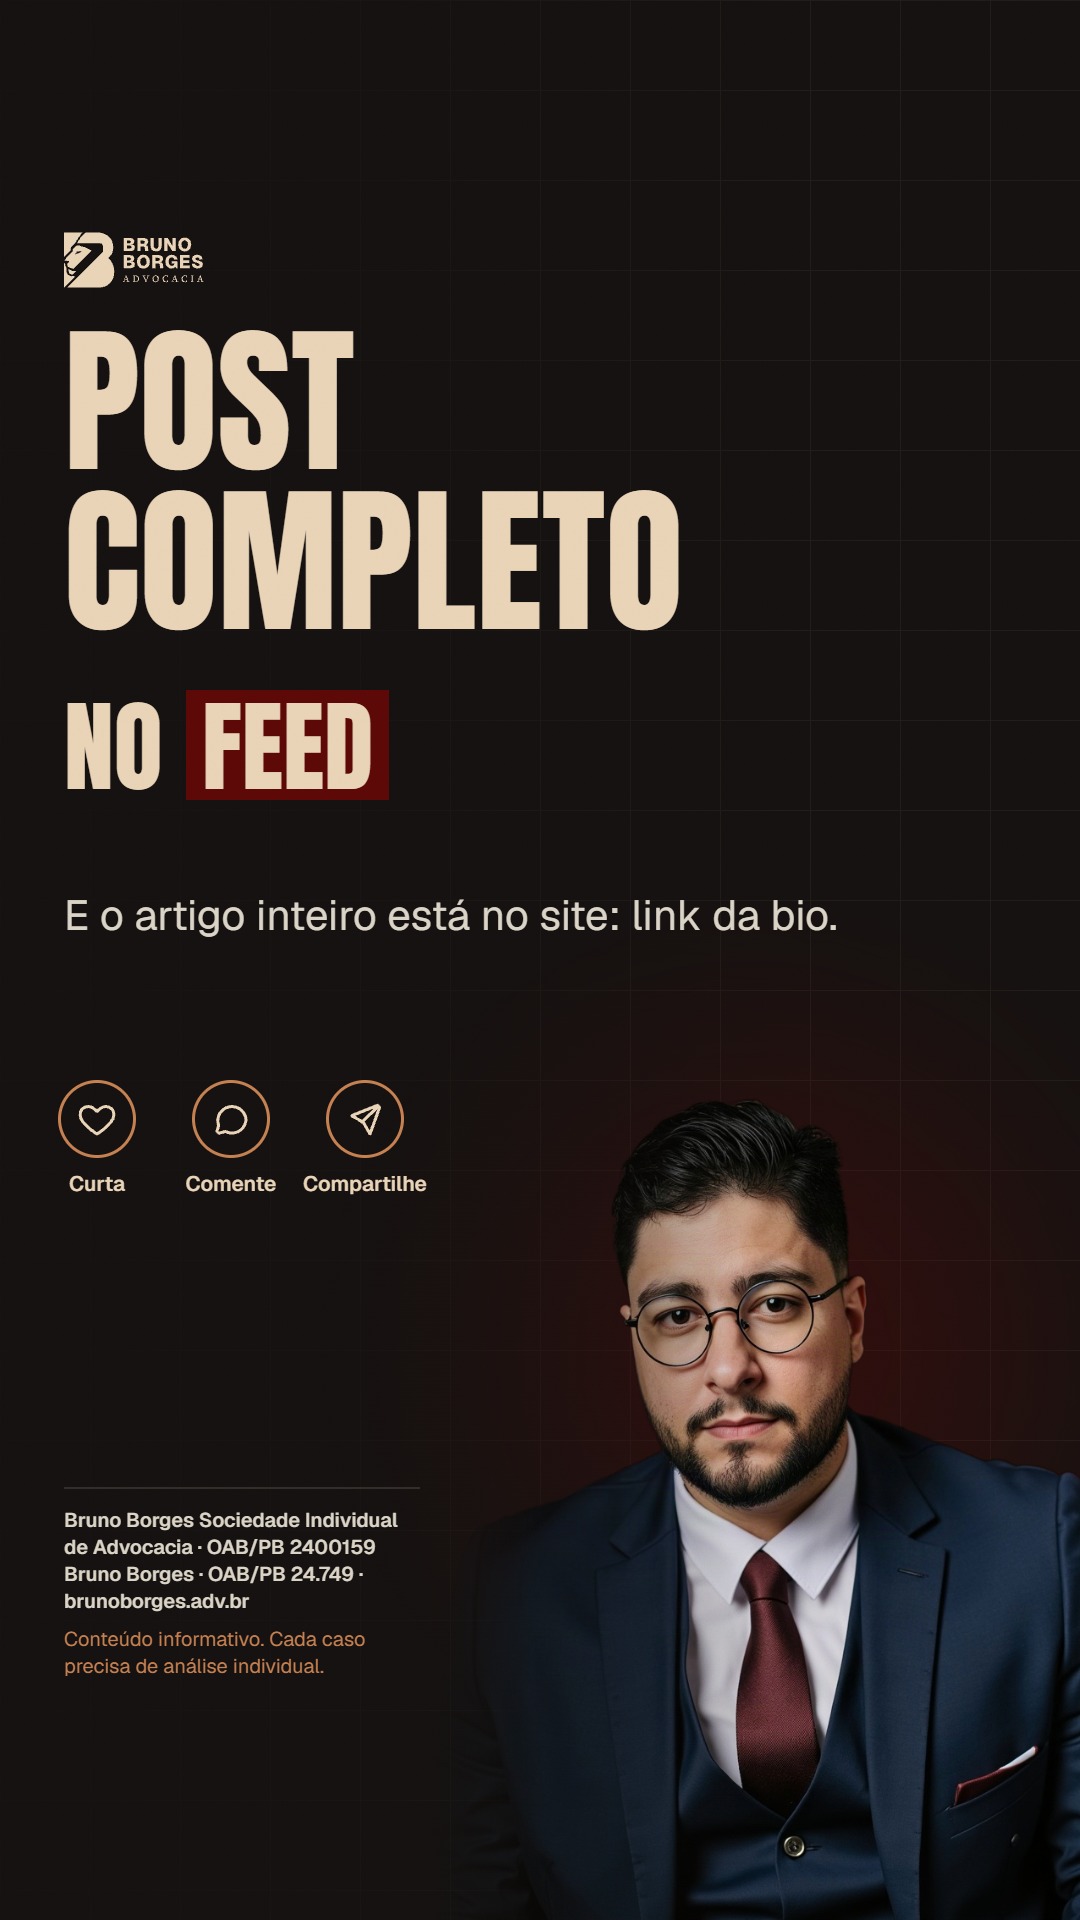 BRUNO
BORGES
ADVOCACIA
POST
COMPLETO
NO FEED
E o artigo inteiro está no site: link da bio.
Curta Comente Compartilhe
Bruno Borges Sociedade Individual
de Advocacia · OAB/PB 2400159
Bruno Borges · OAB/PB 24.749 ·
brunoborges.adv.br
Conteúdo informativo. Cada caso
precisa de análise individual.